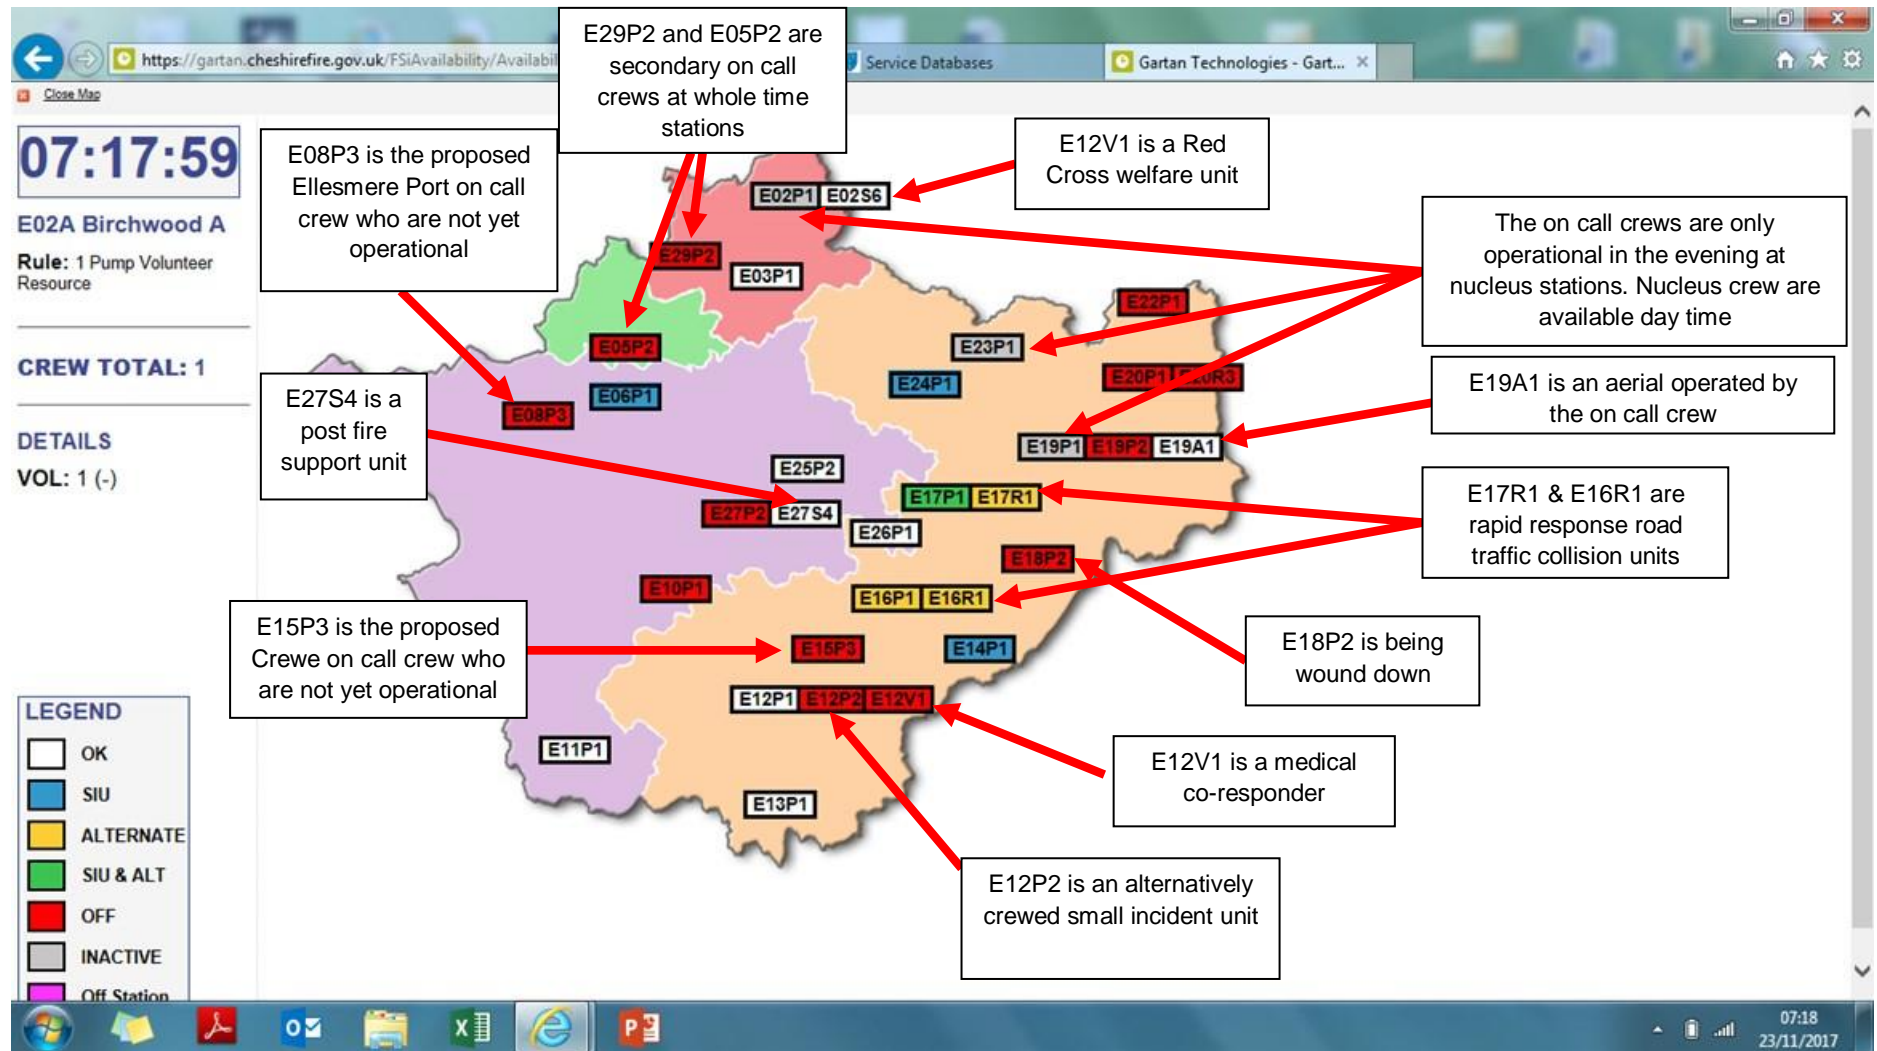 https://gartan.cheshirefire.gov.uk/FSiAvailability/Availabil
Service Databases
Gartan Technologies - Gart...
Close Map
07:17:59
E02A Birchwood A
Rule: 1 Pump Volunteer
Resource
CREW TOTAL: 1
DETAILS
VOL: 1 (-)
LEGEND
OK
SIU
ALTERNATE
SIU & ALT
OFF
INACTIVE
Off Station
E29P2 and E05P2 are
secondary on call
crews at whole time
stations
E08P3 is the proposed
Ellesmere Port on call
crew who are not yet
operational
E12V1 is a Red
Cross welfare unit
The on call crews are only
operational in the evening at
nucleus stations. Nucleus crew are
available day time
E27S4 is a
post fire
support unit
E19A1 is an aerial operated by
the on call crew
E17R1 & E16R1 are
rapid response road
traffic collision units
E15P3 is the proposed
Crewe on call crew who
are not yet operational
E18P2 is being
wound down
E12V1 is a medical
co-responder
E12P2 is an alternatively
crewed small incident unit
E02P1 E02S6
E29P2
E03P1
E22P1
E05P2
E23P1
E20P1 E20R3
E24P1
E06P1
E08P3
E19P1 E19P2 E19A1
E25P2
E17P1 E17R1
E27P2 E27S4
E26P1
E18P2
E10P1
E16P1 E16R1
E15P3
E14P1
E12P1 E12P2 E12V1
E11P1
E13P1
07:18
23/11/2017